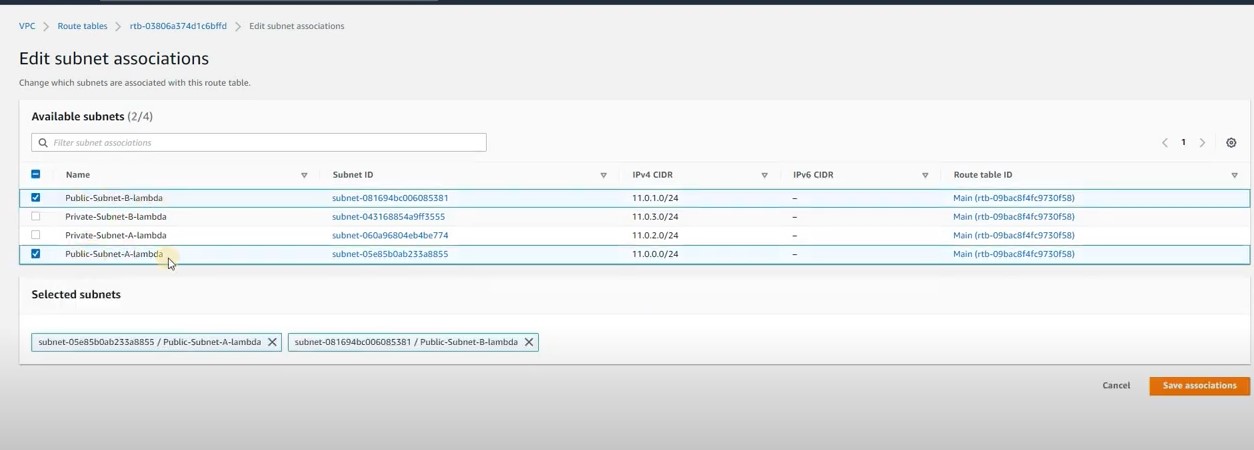 VPC > Route tables > rtb-03806a374d1c6bffd > Edit subnet associations
Edit subnet associations
Change which subnets are associated with this route table.
Available subnets (2/4)
Filter subnet associations
1
Name Subnet ID IPv4 CIDR IPv6 CIDR Route table ID
Public-Subnet-B-lambda subnet-081694bc006085381 11.0.1.0/24 – Main (rtb-09bac8f4fc9730f58)
Private-Subnet-B-lambda subnet-043168854a9ff3555 11.0.3.0/24 – Main (rtb-09bac8f4fc9730f58)
Private-Subnet-A-lambda subnet-060a96804eb4be774 11.0.2.0/24 – Main (rtb-09bac8f4fc9730f58)
Public-Subnet-A-lambda subnet-05e85b0ab233a8855 11.0.0.0/24 – Main (rtb-09bac8f4fc9730f58)
Selected subnets
subnet-05e85b0ab233a8855 / Public-Subnet-A-lambda subnet-081694bc006085381 / Public-Subnet-B-lambda
Cancel Save associations